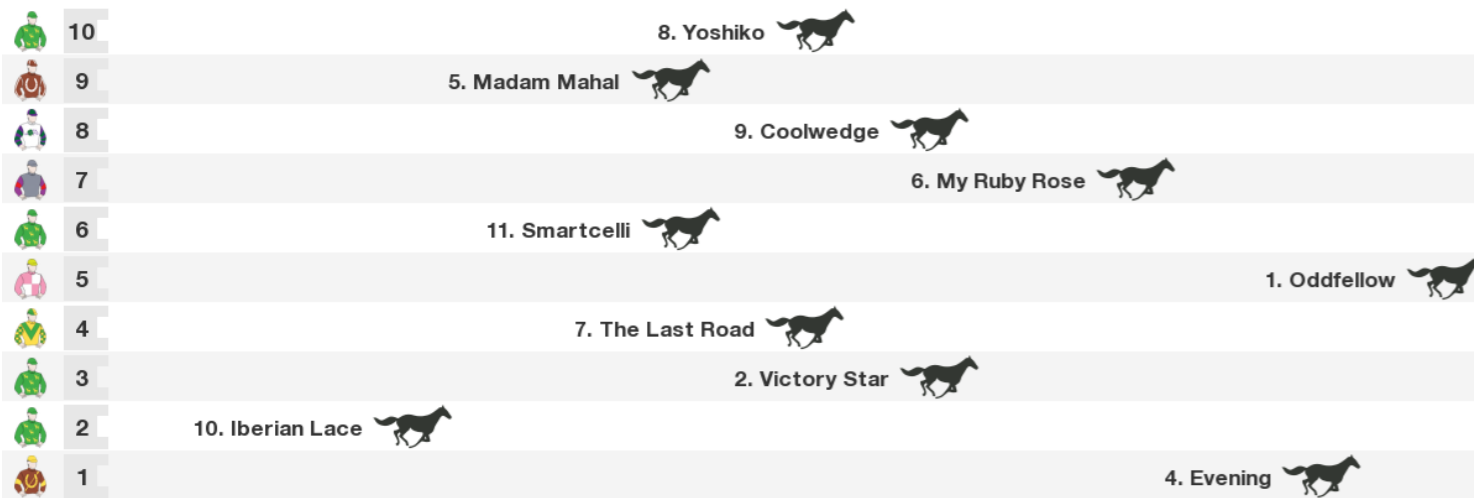 10 8. Yoshiko
9 5. Madam Mahal
8 9. Coolwedge
7 6. My Ruby Rose
6 11. Smartcelli
5 1. Oddfellow
4 7. The Last Road
3 2. Victory Star
2 10. Iberian Lace
1 4. Evening